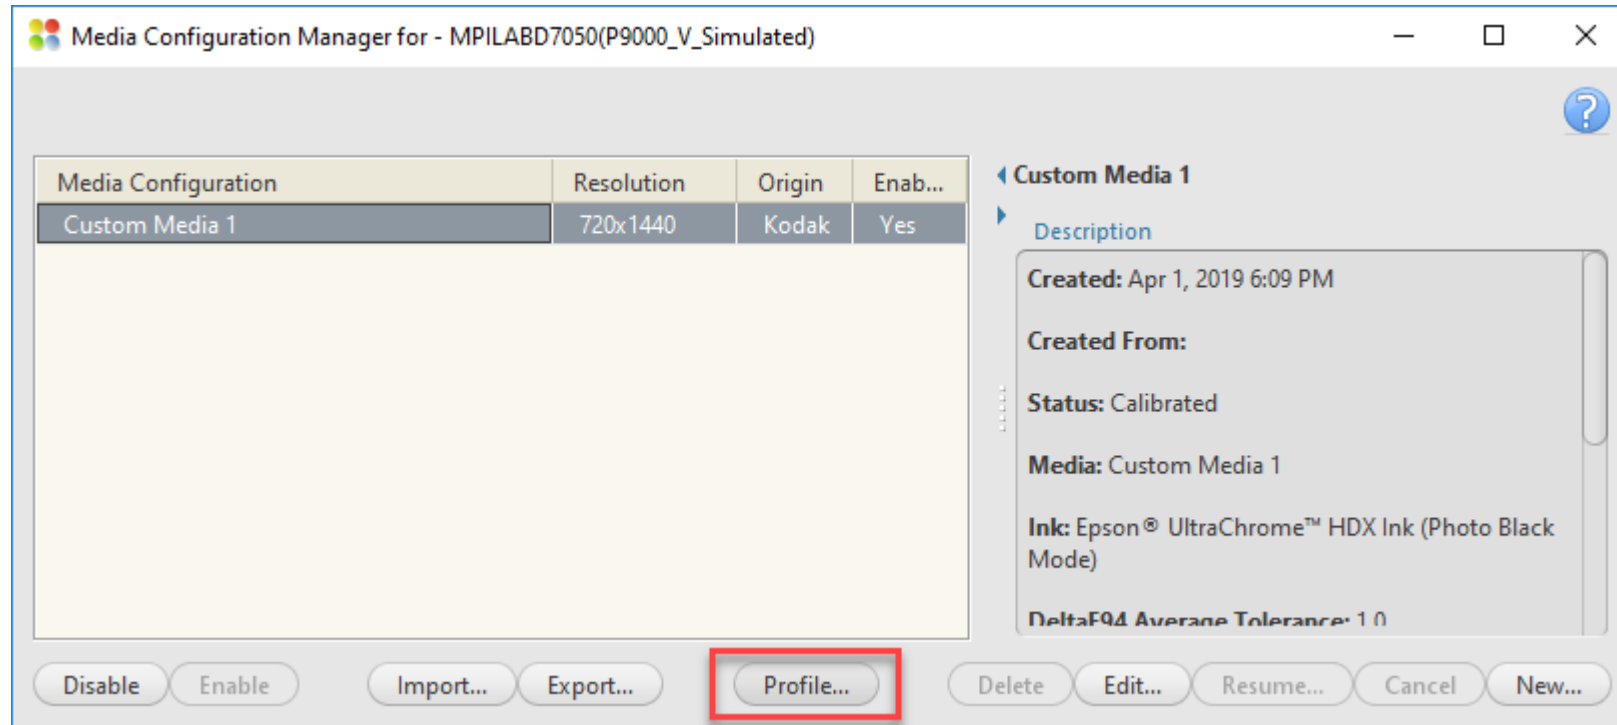 Media Configuration Manager for - MPILABD7050(P9000_V_Simulated)
?
Media Configuration Resolution Origin Enab...
Custom Media 1 720x1440 Kodak Yes
Custom Media 1
Description
Created: Apr 1, 2019 6:09 PM
Created From:
Status: Calibrated
Media: Custom Media 1
Ink: Epson® UltraChrome™ HDX Ink (Photo Black
Mode)
DeltaE94 Average Tolerance: 1.0
Disable Enable Import... Export... Profile... Delete Edit... Resume... Cancel New...